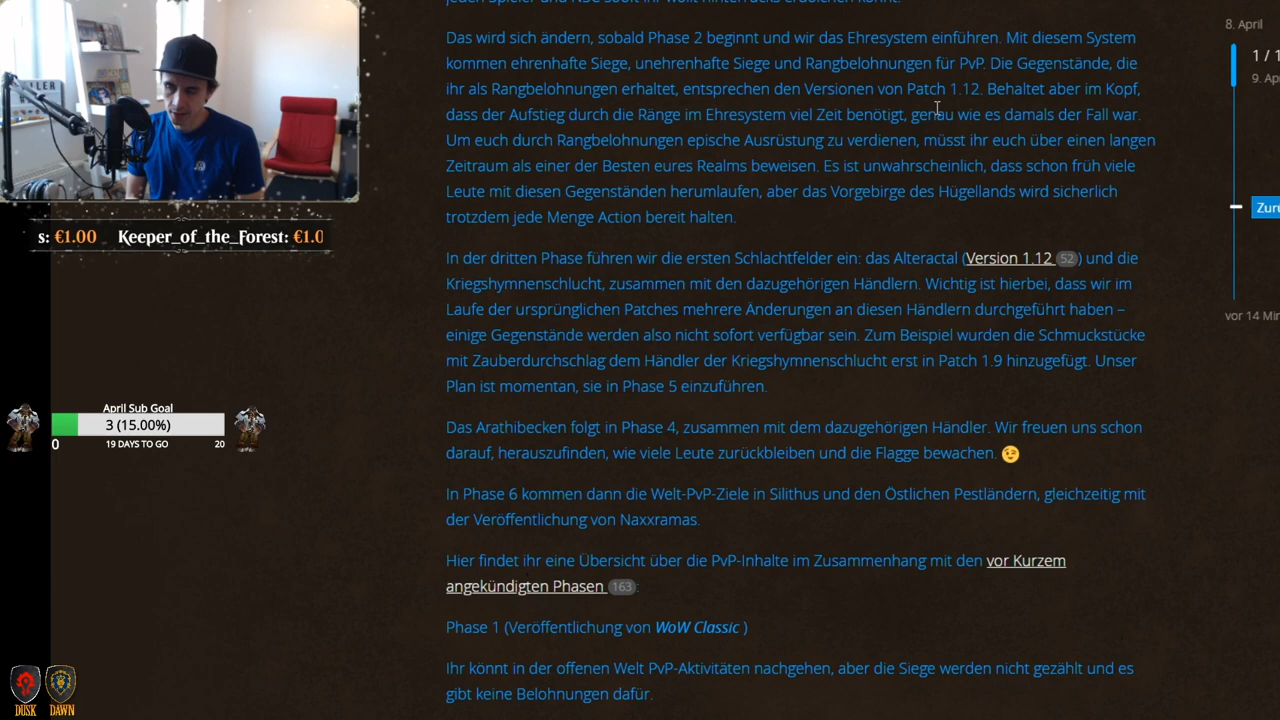 jeden Spieler und NSC sooft ihr wollt hinterrücks erdolchen könnt.
Das wird sich ändern, sobald Phase 2 beginnt und wir das Ehresystem einführen. Mit diesem System
kommen ehrenhafte Siege, unehrenhafte Siege und Rangbelohnungen für PvP. Die Gegenstände, die
ihr als Rangbelohnungen erhaltet, entsprechen den Versionen von Patch 1.12. Behaltet aber im Kopf,
dass der Aufstieg durch die Ränge im Ehresystem viel Zeit benötigt, genau wie es damals der Fall war.
Um euch durch Rangbelohnungen epische Ausrüstung zu verdienen, müsst ihr euch über einen langen
Zeitraum als einer der Besten eures Realms beweisen. Es ist unwahrscheinlich, dass schon früh viele
Leute mit diesen Gegenständen herumlaufen, aber das Vorgebirge des Hügellands wird sicherlich
trotzdem jede Menge Action bereit halten.
In der dritten Phase führen wir die ersten Schlachtfelder ein: das Alteractal (Version 1.12 52) und die
Kriegshymnenschlucht, zusammen mit den dazugehörigen Händlern. Wichtig ist hierbei, dass wir im
Laufe der ursprünglichen Patches mehrere Änderungen an diesen Händlern durchgeführt haben –
einige Gegenstände werden also nicht sofort verfügbar sein. Zum Beispiel wurden die Schmuckstücke
mit Zauberdurchschlag dem Händler der Kriegshymnenschlucht erst in Patch 1.9 hinzugefügt. Unser
Plan ist momentan, sie in Phase 5 einzuführen.
Das Arathibecken folgt in Phase 4, zusammen mit dem dazugehörigen Händler. Wir freuen uns schon
darauf, herauszufinden, wie viele Leute zurückbleiben und die Flagge bewachen. 😉
In Phase 6 kommen dann die Welt-PvP-Ziele in Silithus und den Östlichen Pestländern, gleichzeitig mit
der Veröffentlichung von Naxxramas.
Hier findet ihr eine Übersicht über die PvP-Inhalte im Zusammenhang mit den vor Kurzem
angekündigten Phasen 163:
Phase 1 (Veröffentlichung von WoW Classic )
Ihr könnt in der offenen Welt PvP-Aktivitäten nachgehen, aber die Siege werden nicht gezählt und es
gibt keine Belohnungen dafür.
8. April
1 / 1
9. Ap
Zur
vor 14 Min
s: €1.00 Keeper_of_the_Forest: €1.0
April Sub Goal
3 (15.00%)
0 19 DAYS TO GO 20
DUSK DAWN